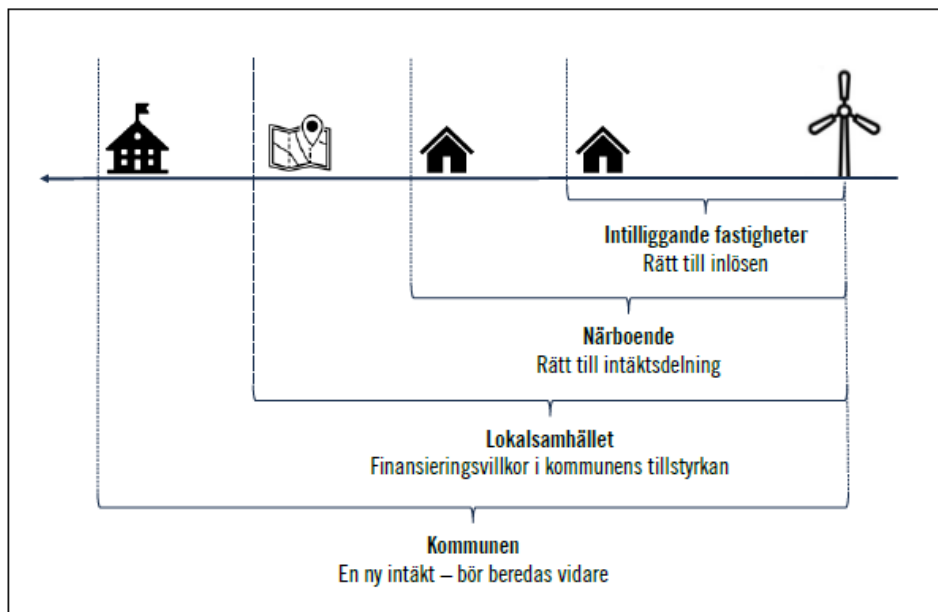 Intilliggande fastigheter
Rätt till inlösen
Närboende
Rätt till intäktsdelning
Lokalsamhället
Finansieringsvillkor i kommunens tillstyrkan
Kommunen
En ny intäkt – bör beredas vidare